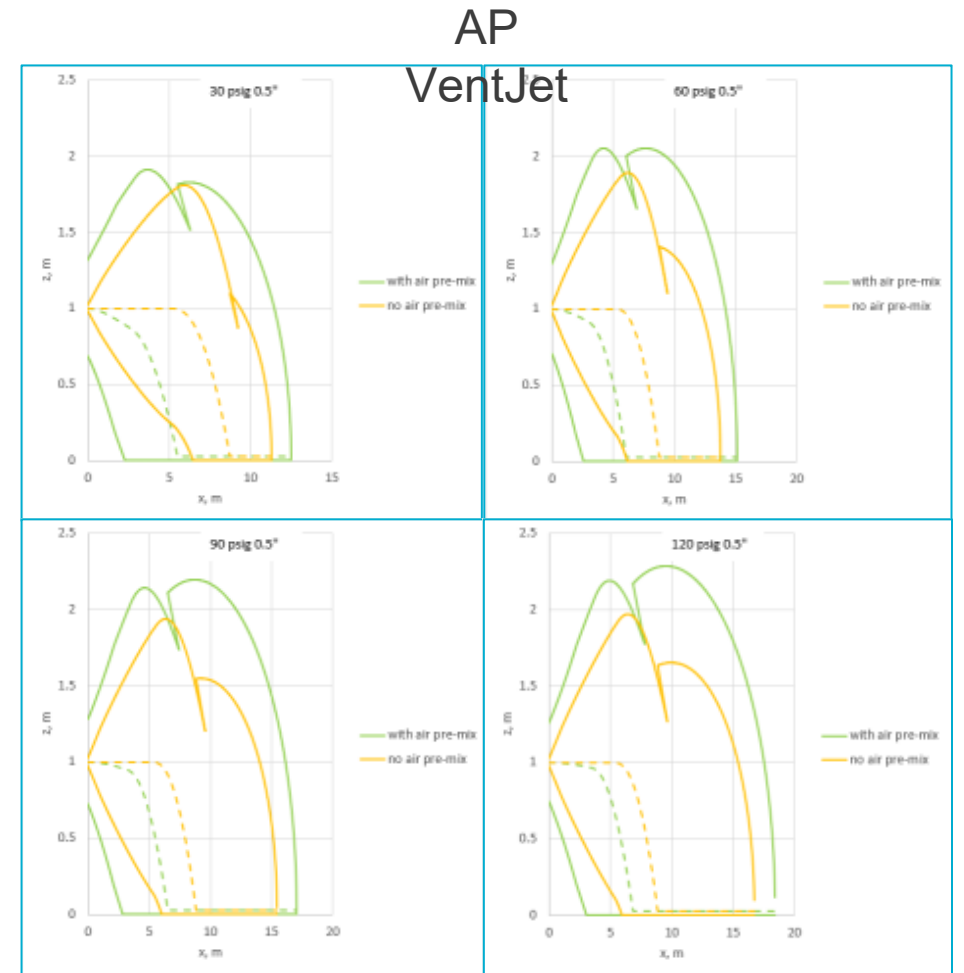 AP
VentJet
30 psig 0.5"
2.5
2
1.5
1
0.5
0
z, m
0 5 10 15
x, m
with air pre-mix
no air pre-mix
60 psig 0.5"
2.5
2
1.5
1
0.5
0
z, m
0 5 10 15 20
x, m
with air pre-mix
no air pre-mix
90 psig 0.5"
2.5
2
1.5
1
0.5
0
z, m
0 5 10 15 20
x, m
with air pre-mix
no air pre-mix
120 psig 0.5"
2.5
2
1.5
1
0.5
0
z, m
0 5 10 15 20
x, m
with air pre-mix
no air pre-mix